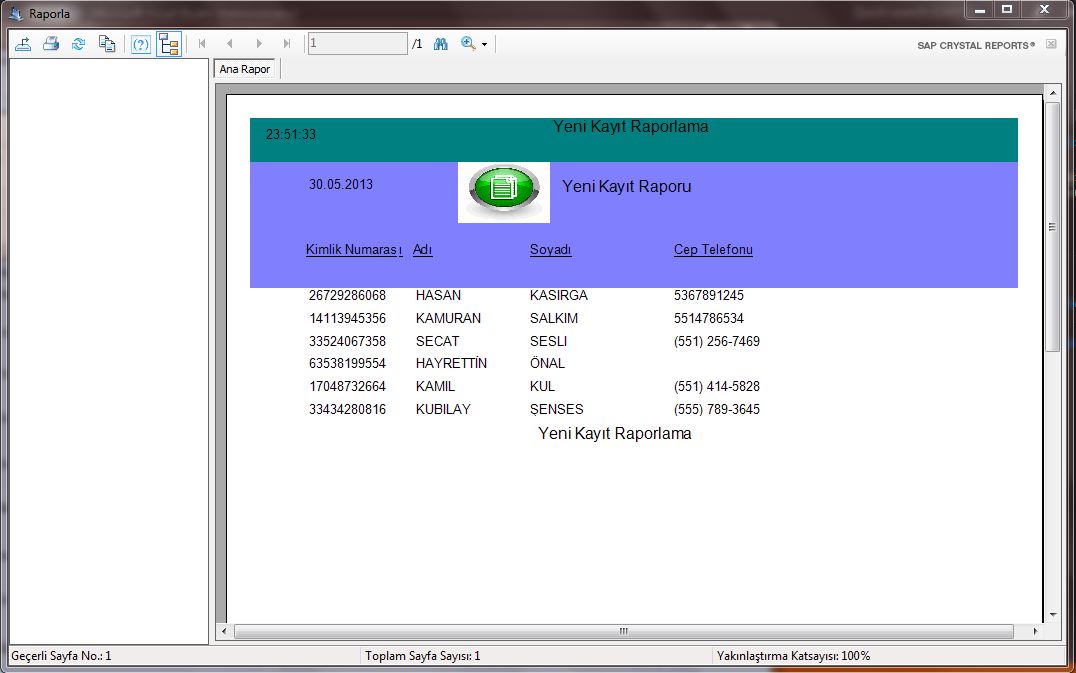 Raporla
1 /1
SAP CRYSTAL REPORTS®
Ana Rapor
Yeni Kayıt Raporlama
23:51:33
30.05.2013
Yeni Kayıt Raporu
Kimlik Numarası Adı Soyadı Cep Telefonu
26729286068 HASAN KASIRGA 5367891245
14113945356 KAMURAN SALKIM 5514786534
33524067358 SECAT SESLI (551) 256-7469
63538199554 HAYRETTİN ÖNAL
17048732664 KAMIL KUL (551) 414-5828
33434280816 KUBILAY ŞENSES (555) 789-3645
Yeni Kayıt Raporlama
Geçerli Sayfa No.: 1 Toplam Sayfa Sayısı: 1 Yakınlaştırma Katsayısı: 100%